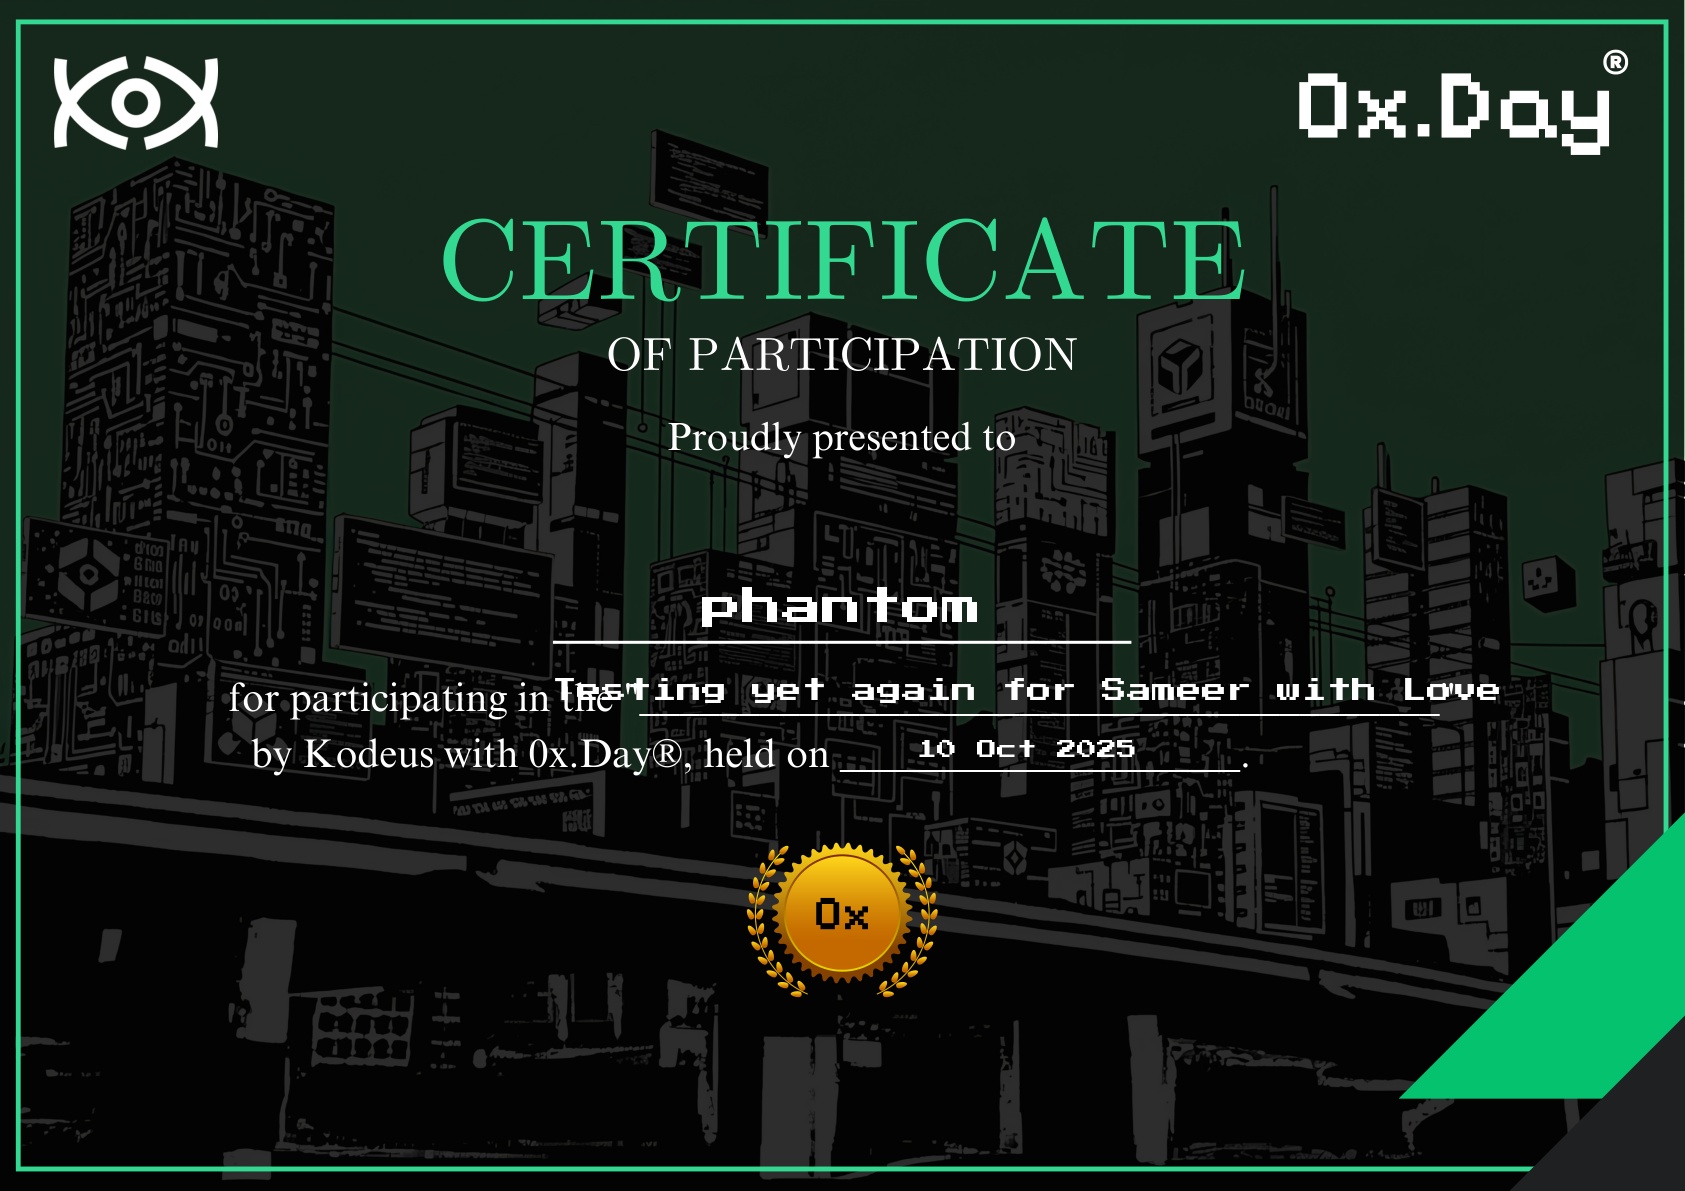 0x.Day®
CERTIFICATE
OF PARTICIPATION
Proudly presented to
phantom
for participating in the "Testing yet again for Sameer with Love"
by Kodeus with 0x.Day®, held on 10 Oct 2025.
0x